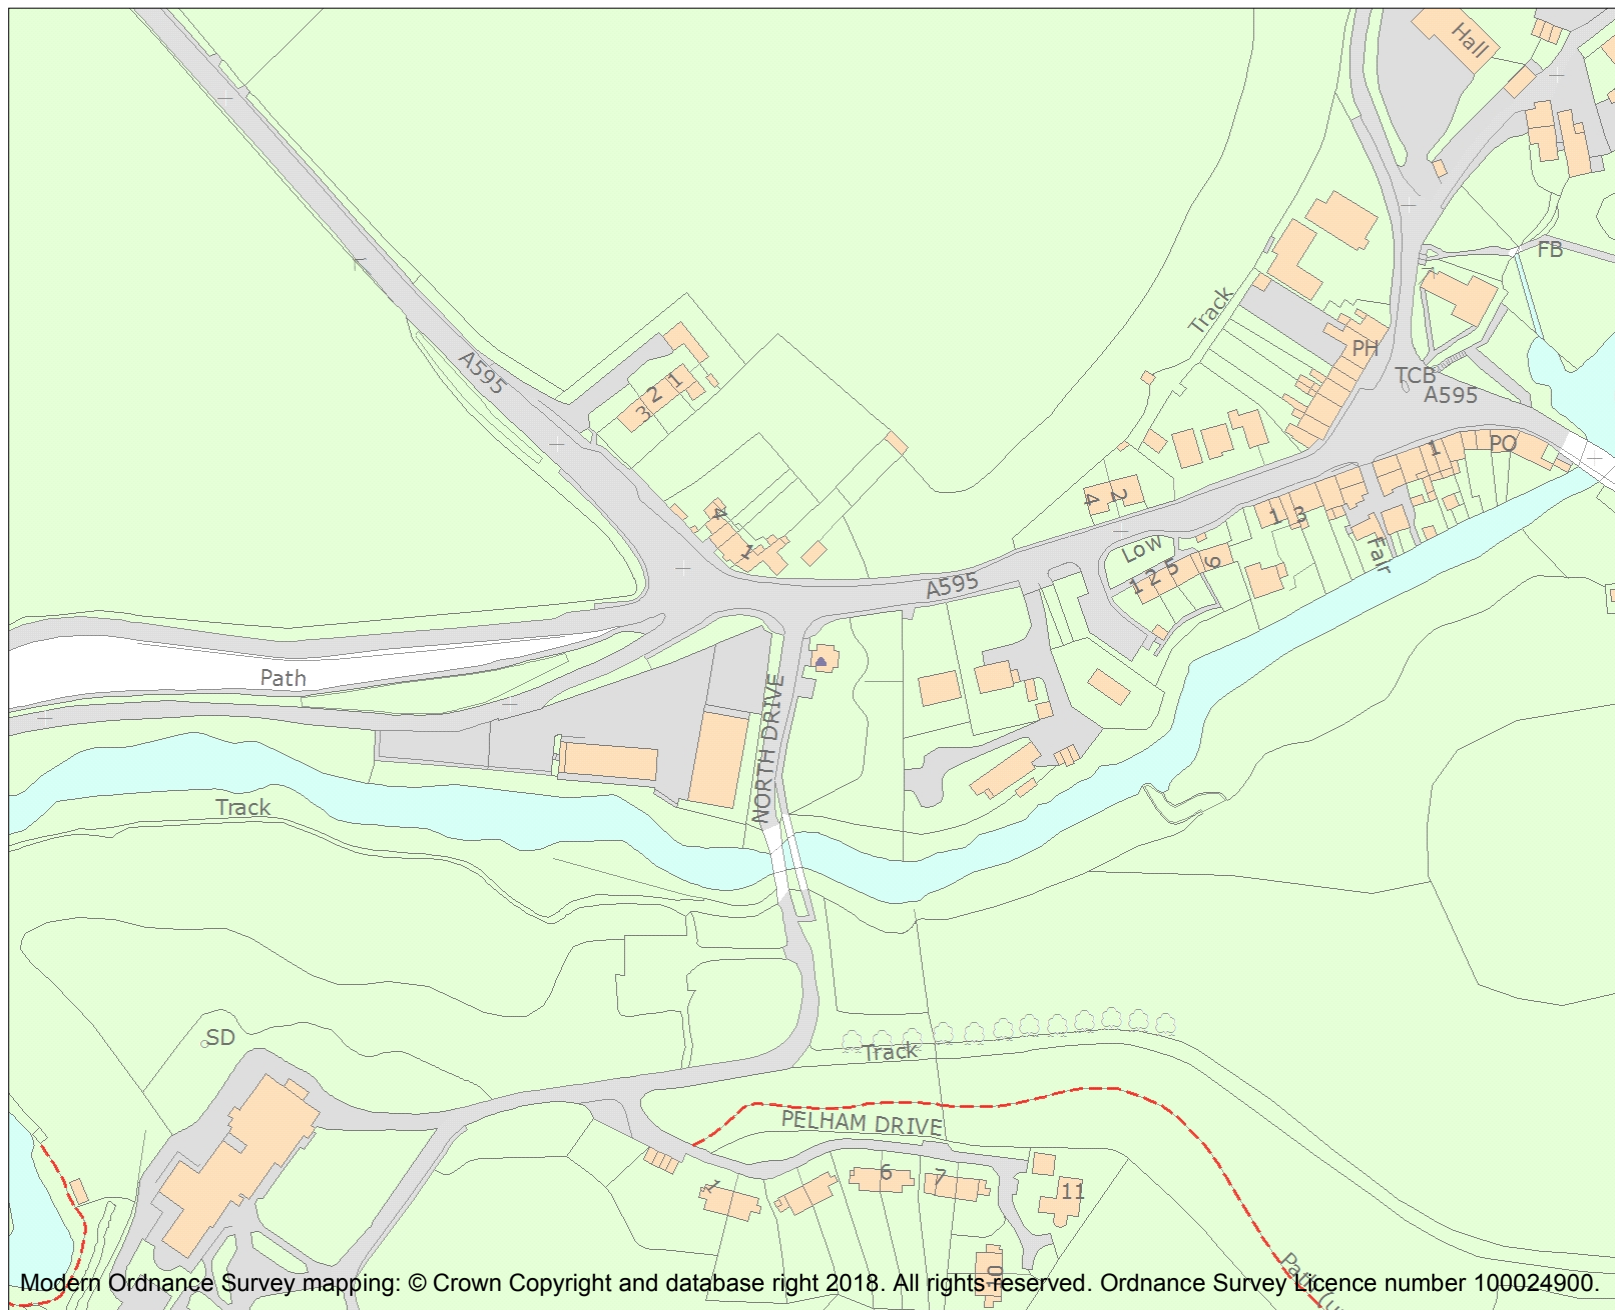 Hall
FB
Track
PH
TCB
A595
A595
1
2
3
PO
1
4
2
4
1
1
3
Low
Fair
1 2 5
6
A595
Path
NORTH DRIVE
Track
SD
Track
PELHAM DRIVE
1
6
7
11
10
Path
Modern Ordnance Survey mapping: © Crown Copyright and database right 2018. All rights reserved. Ordnance Survey Licence number 100024900.